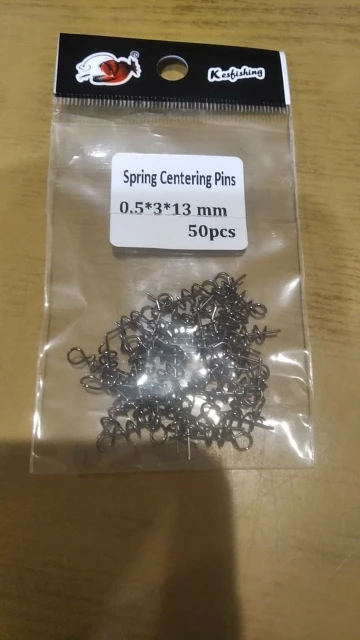 Kesfishing
Spring Centering Pins
0.5*3*13 mm
50pcs